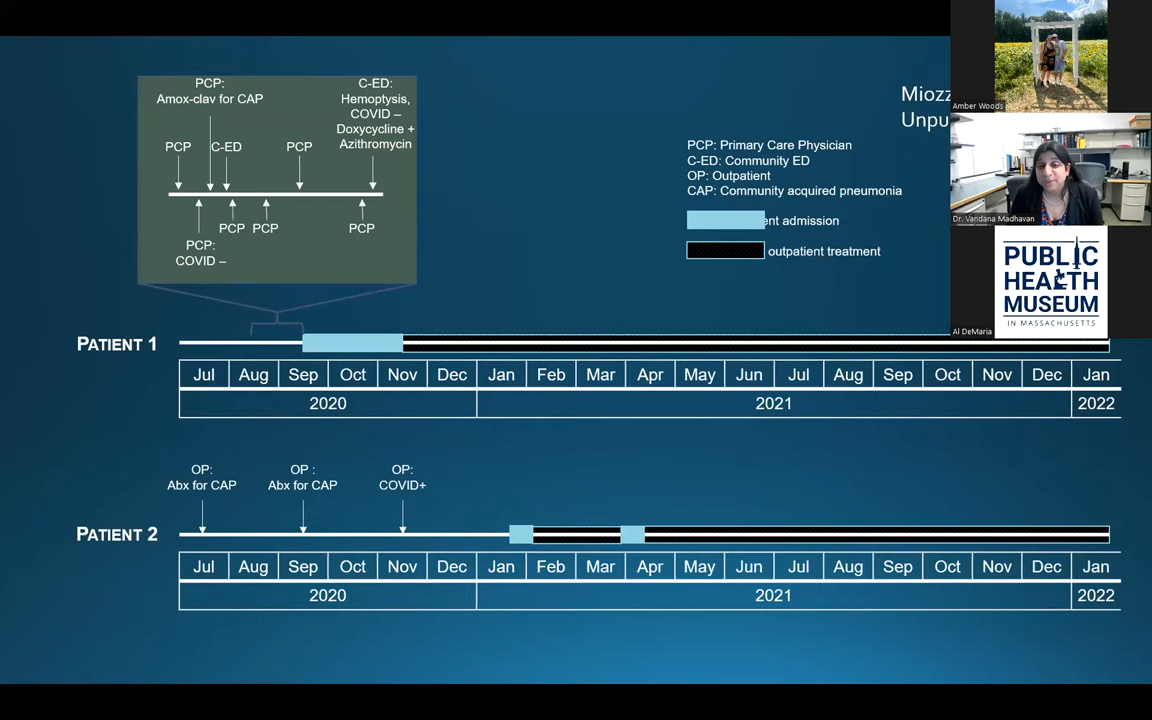 PCP:
Amox-clav for CAP
C-ED:
Hemoptysis,
COVID –
Doxycycline +
Azithromycin
PCP
C-ED
PCP
PCP
PCP
PCP
PCP:
COVID –
PCP: Primary Care Physician
C-ED: Community ED
OP: Outpatient
CAP: Community acquired pneumonia
admission
outpatient treatment
Amber Woods
Dr. Vandana Madhavan
PUBLIC
HEALTH
MUSEUM
IN MASSACHUSETTS
Al DeMaria
PATIENT 1
Jul Aug Sep Oct Nov Dec Jan Feb Mar Apr May Jun Jul Aug Sep Oct Nov Dec Jan
2020 2021 2022
OP:
Abx for CAP
OP :
Abx for CAP
OP:
COVID+
PATIENT 2
Jul Aug Sep Oct Nov Dec Jan Feb Mar Apr May Jun Jul Aug Sep Oct Nov Dec Jan
2020 2021 2022